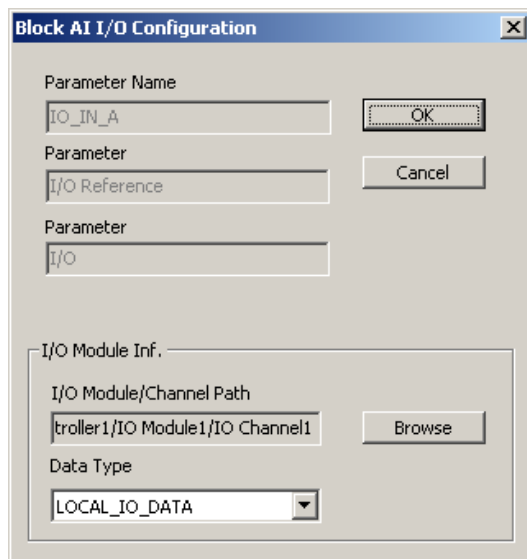 Block AI I/O Configuration
Parameter Name
IO_IN_A
OK
Parameter
I/O Reference
Cancel
Parameter
I/O
I/O Module Inf.
I/O Module/Channel Path
troller1/IO Module1/IO Channel1
Browse
Data Type
LOCAL_IO_DATA